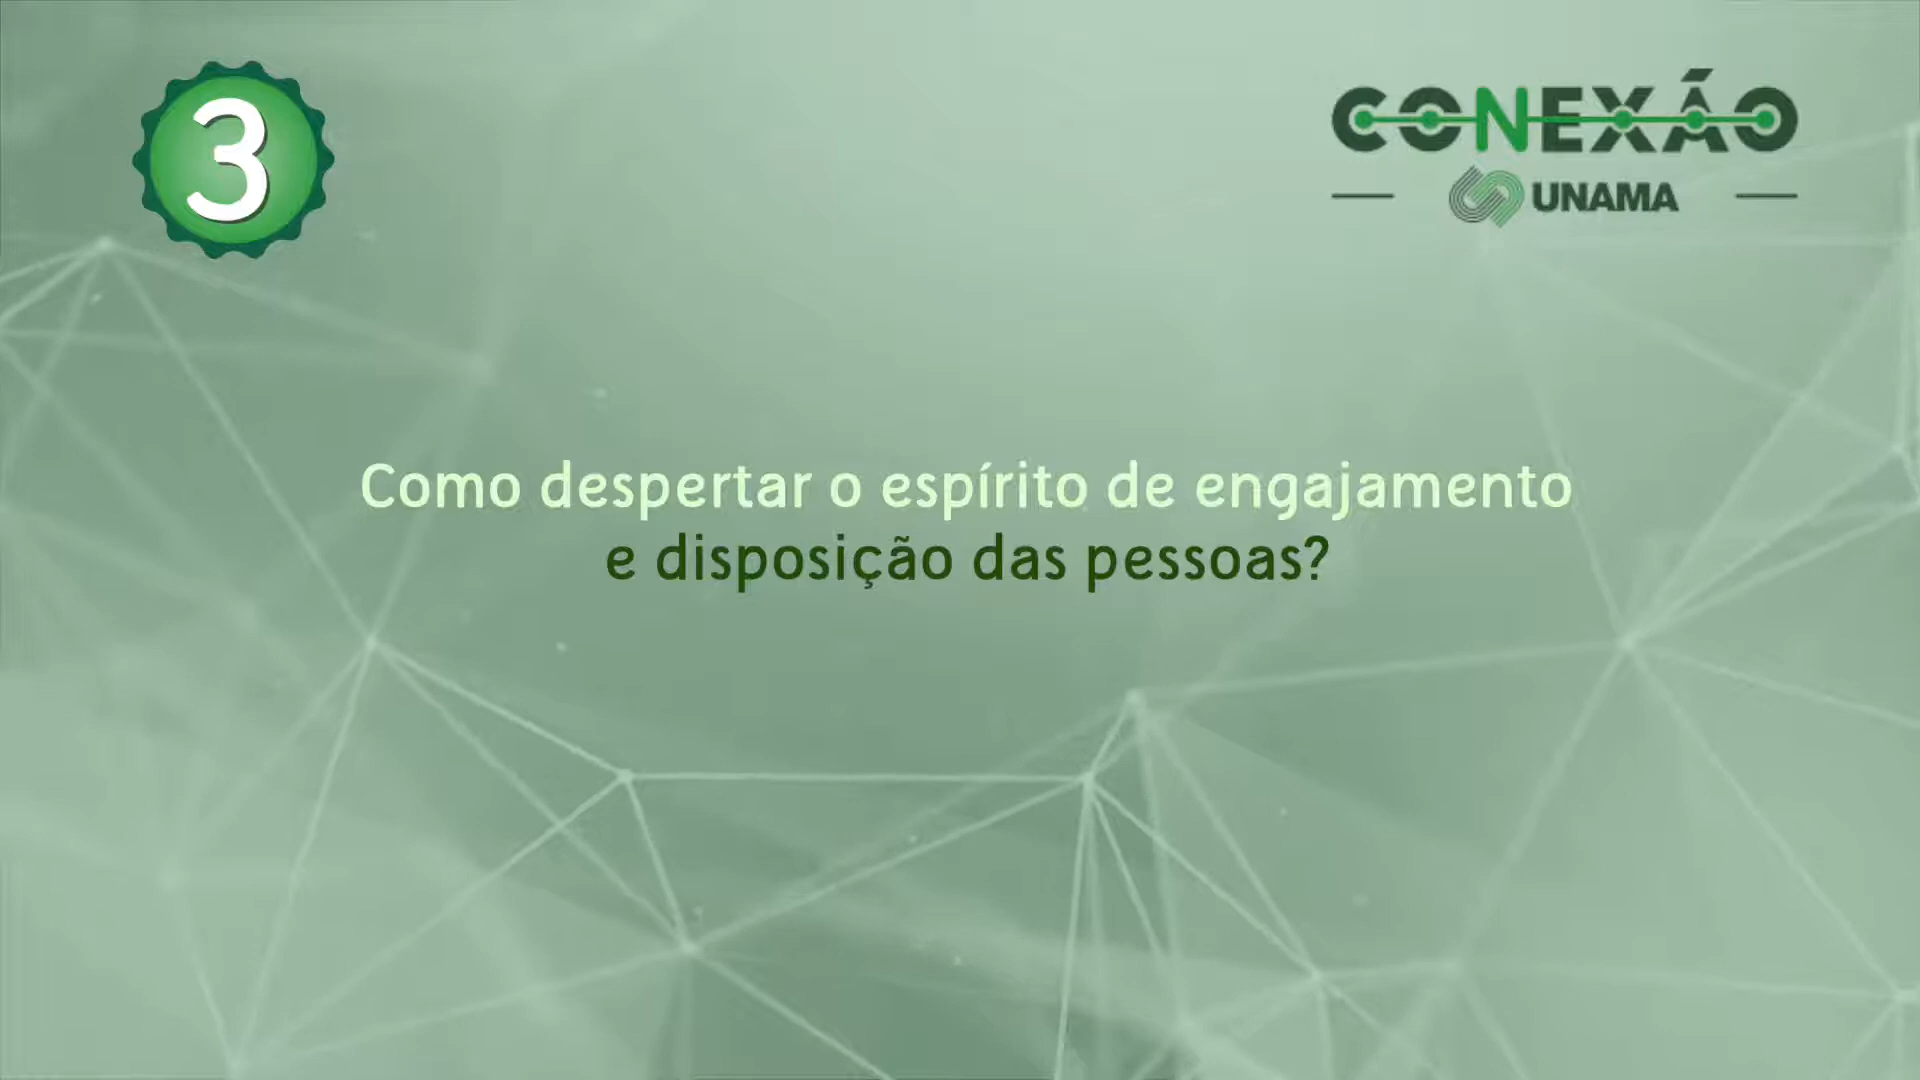 3
CONEXÃO
UNAMA
Como despertar o espírito de engajamento
e disposição das pessoas?